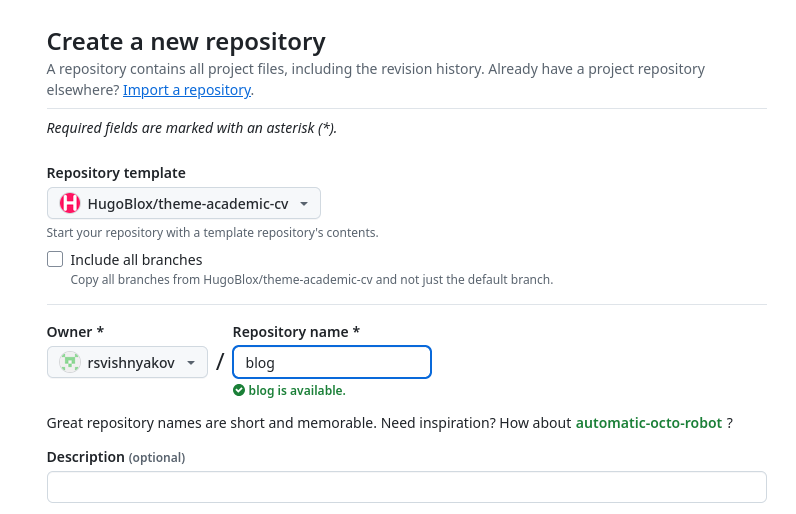 Create a new repository
A repository contains all project files, including the revision history. Already have a project repository
elsewhere? Import a repository.
Required fields are marked with an asterisk (*).
Repository template
HugoBlox/theme-academic-cv
Start your repository with a template repository's contents.
Include all branches
Copy all branches from HugoBlox/theme-academic-cv and not just the default branch.
Owner * Repository name *
rsvishnyakov / blog
blog is available.
Great repository names are short and memorable. Need inspiration? How about automatic-octo-robot ?
Description (optional)